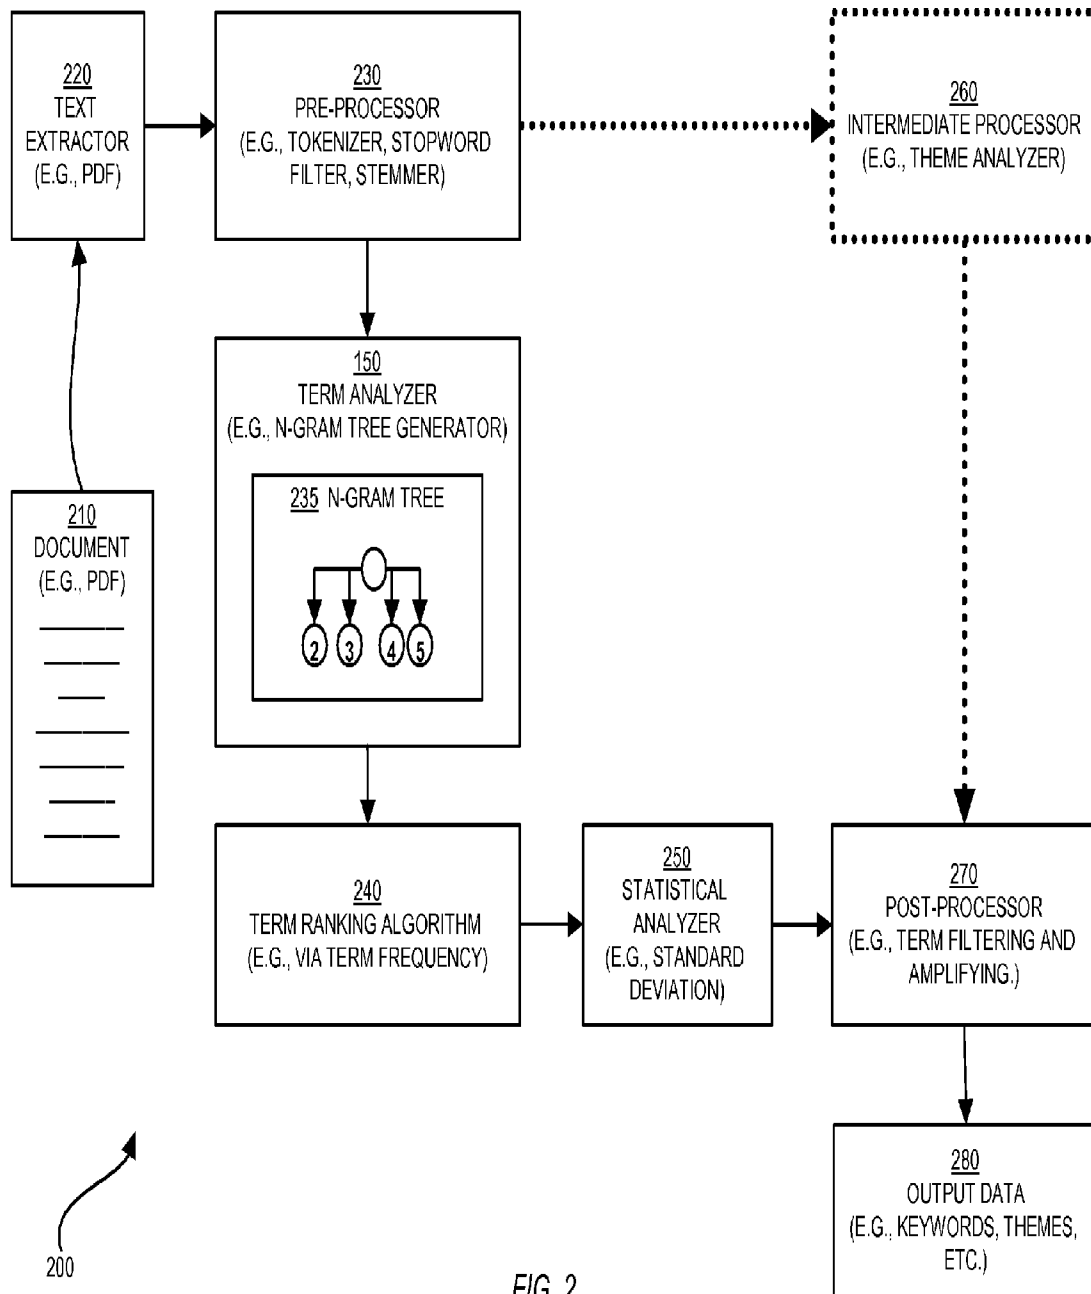 220
TEXT
EXTRACTOR
(E.G., PDF)
230
PRE-PROCESSOR
(E.G., TOKENIZER, STOPWORD
FILTER, STEMMER)
260
INTERMEDIATE PROCESSOR
(E.G., THEME ANALYZER)
150
TERM ANALYZER
(E.G., N-GRAM TREE GENERATOR)
235 N-GRAM TREE
2 3 4 5
210
DOCUMENT
(E.G., PDF)
240
TERM RANKING ALGORITHM
(E.G., VIA TERM FREQUENCY)
250
STATISTICAL
ANALYZER
(E.G., STANDARD
DEVIATION)
270
POST-PROCESSOR
(E.G., TERM FILTERING AND
AMPLIFYING.)
280
OUTPUT DATA
(E.G., KEYWORDS, THEMES,
ETC.)
200
FIG. 2